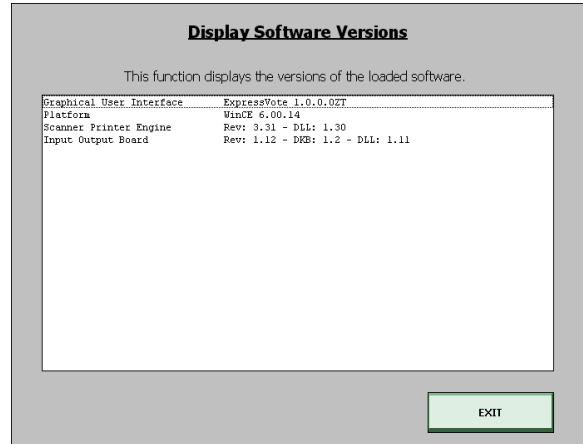 Display Software Versions
This function displays the versions of the loaded software.
Graphical User Interface ExpressVote 1.0.0.0ZT
Platform WinCE 6.00.14
Scanner Printer Engine Rev: 3.31 - DLL: 1.30
Input Output Board Rev: 1.12 - DKB: 1.2 - DLL: 1.11
EXIT